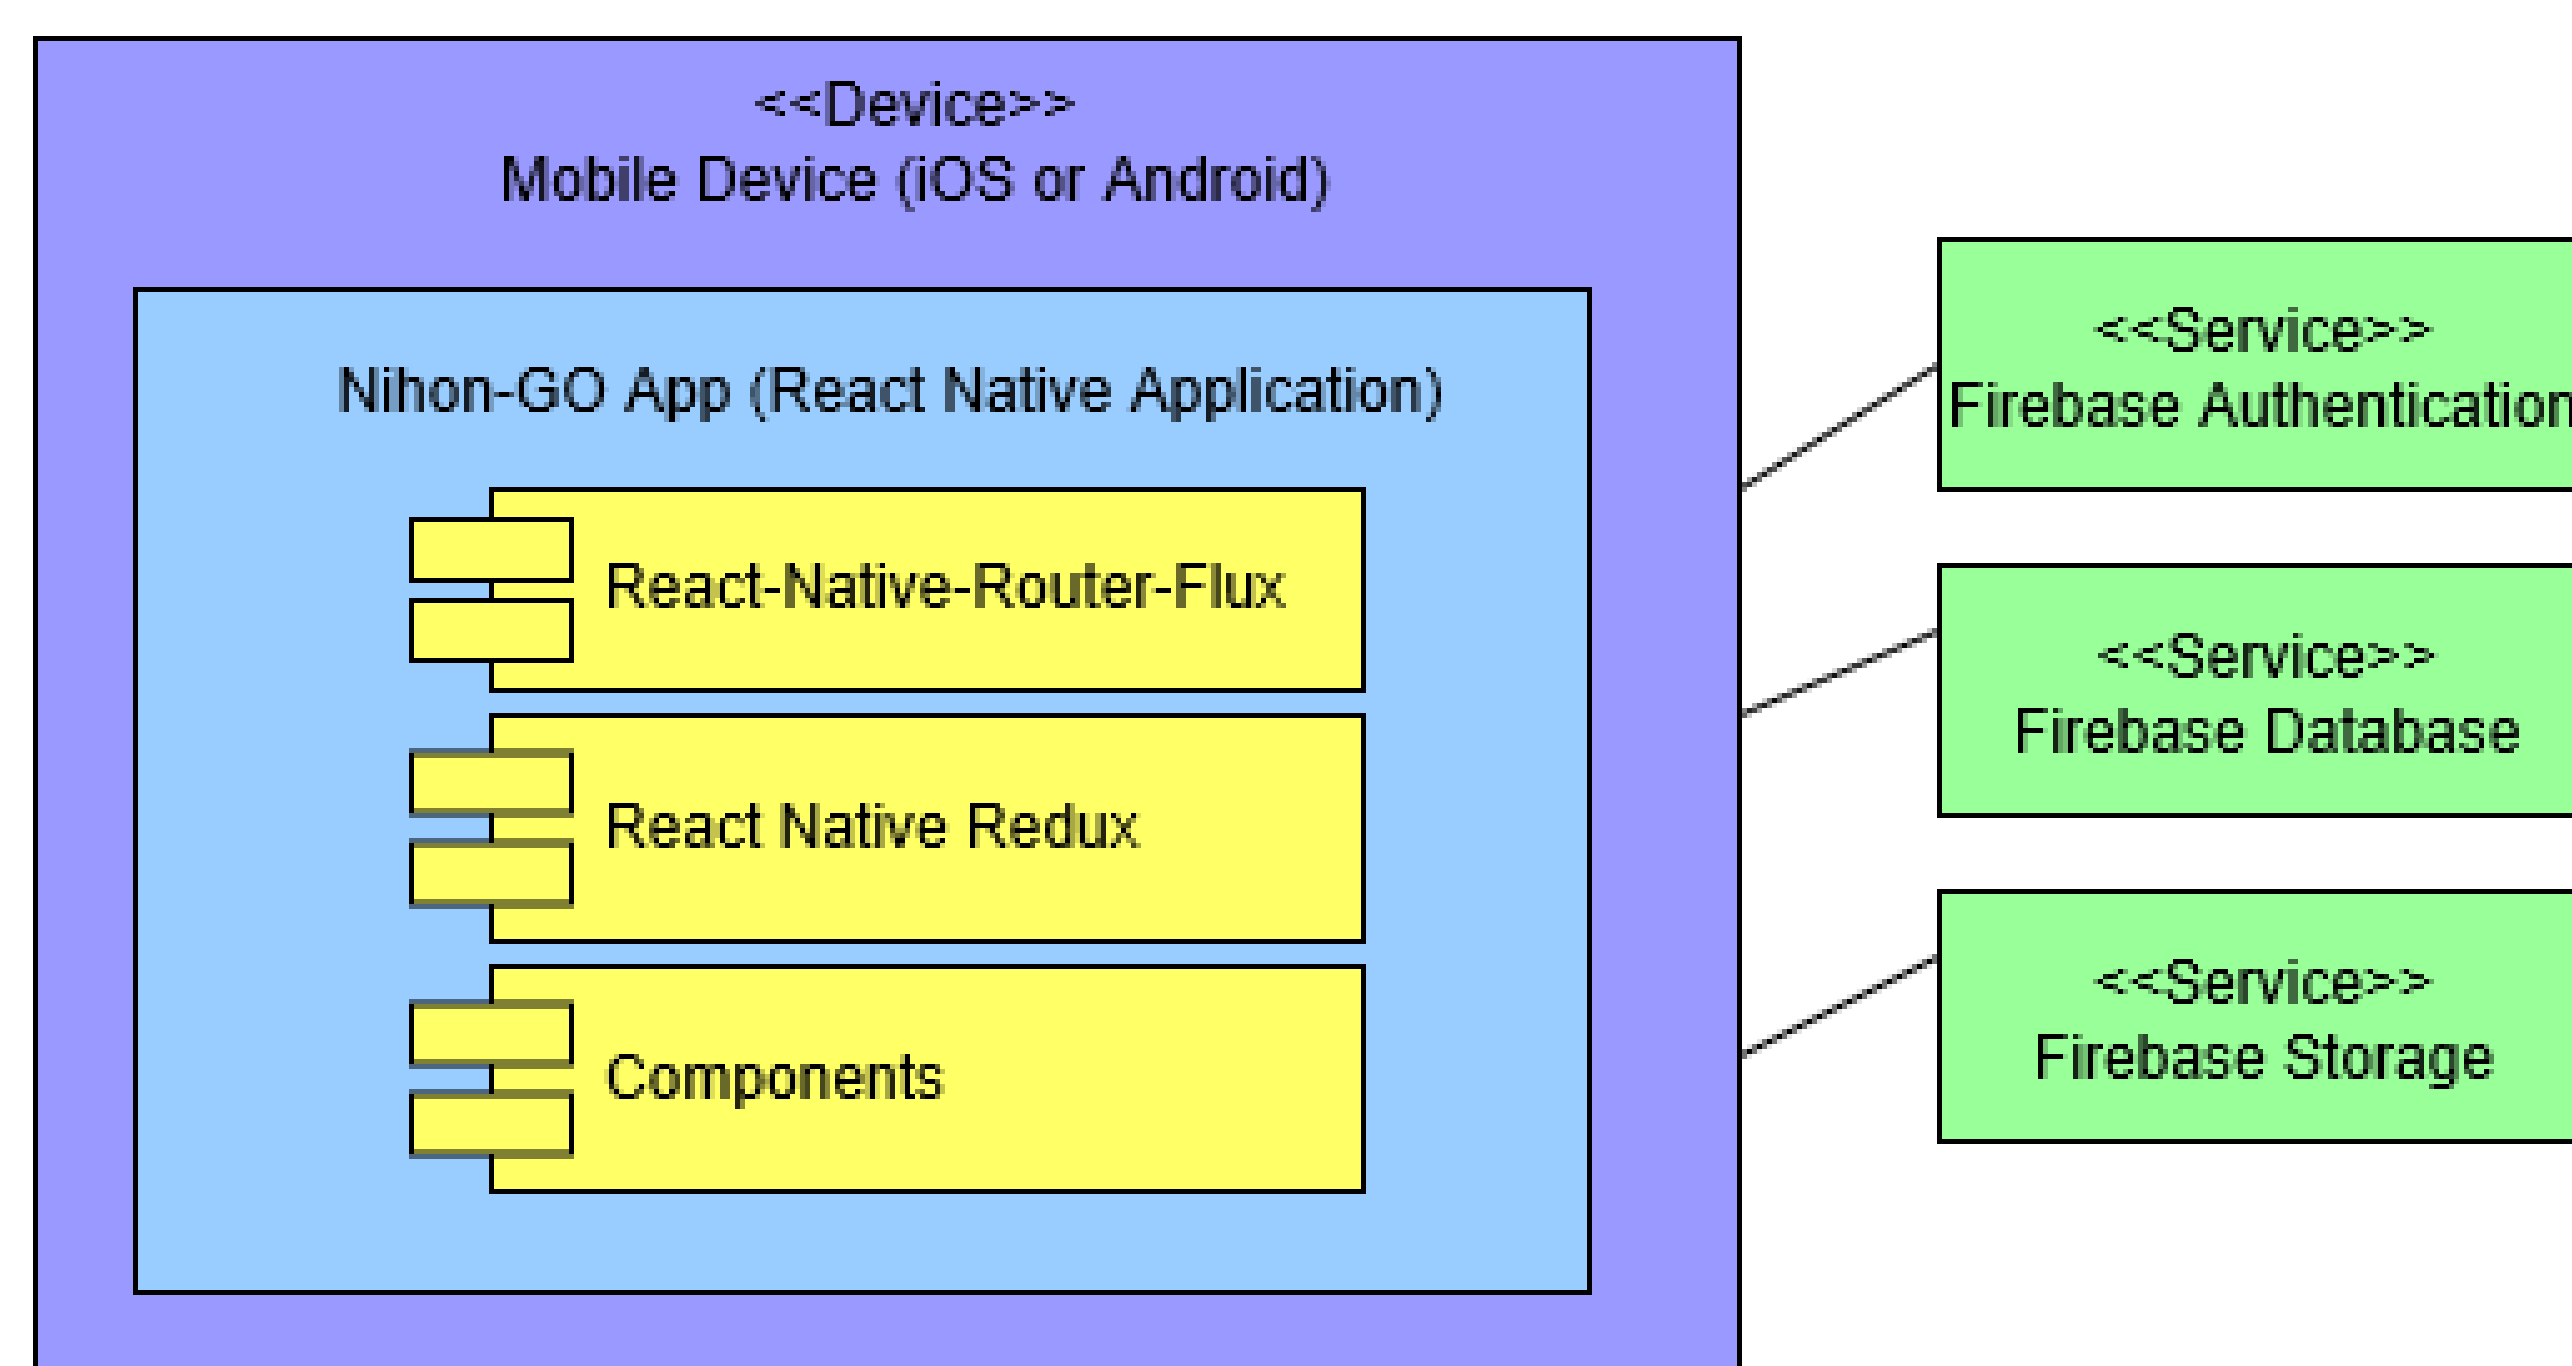 <<Device>>
Mobile Device (iOS or Android)
Nihon-GO App (React Native Application)
React-Native-Router-Flux
React Native Redux
Components
<<Service>>
Firebase Authentication
<<Service>>
Firebase Database
<<Service>>
Firebase Storage